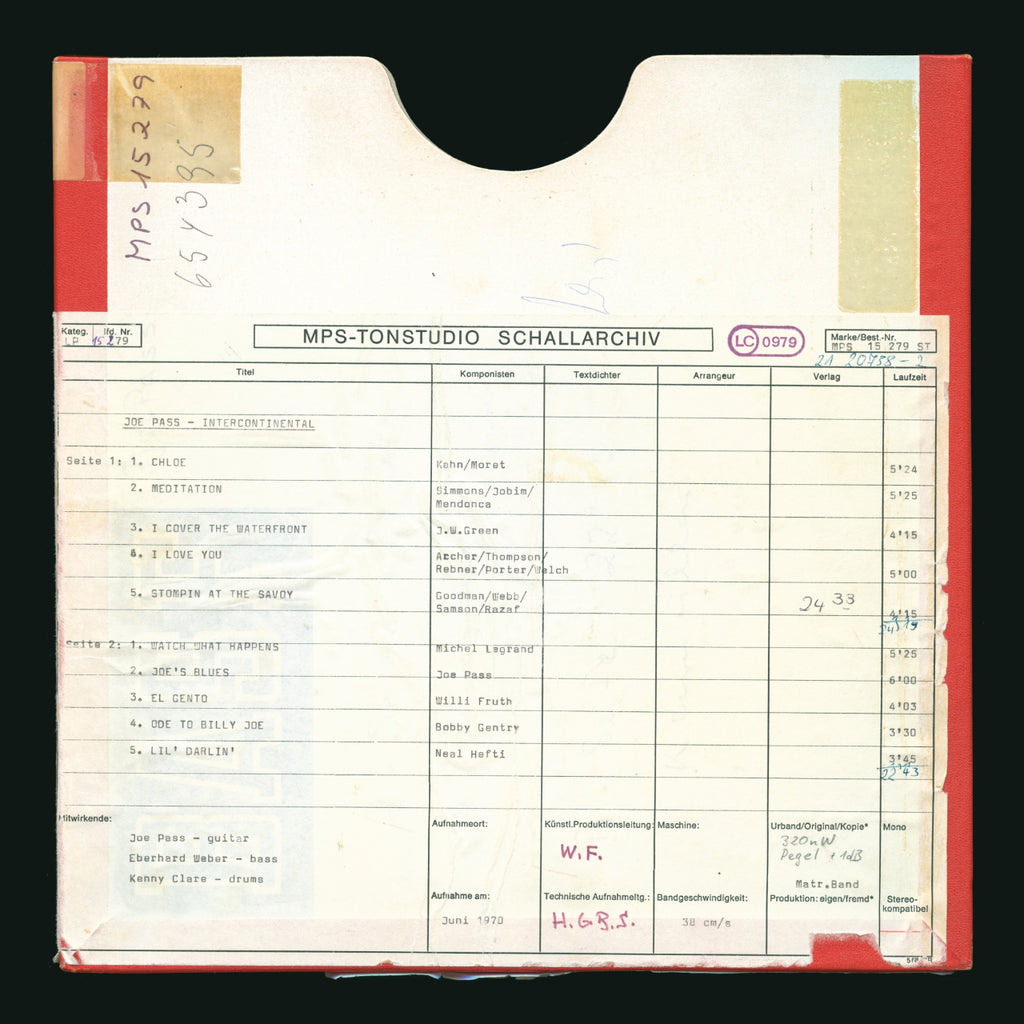 MPS 15279
654395
Kateg. lfd. Nr.
LP 15279
MPS-TONSTUDIO SCHALLARCHIV
LC 0979
Marke/Best.-Nr.
MPS 15 279 ST
21 20758-2
Titel Komponisten Textdichter Arrangeur Verlag Laufzeit
JOE PASS - INTERCONTINENTAL
Seite 1: 1. CHLOE Kahn/Moret 5'24
2. MEDITATION Simmons/Jobim/ 5'25
Mendonca
3. I COVER THE WATERFRONT J.W.Green 4'15
4. I LOVE YOU Archer/Thompson/
Rebner/Porter/Welch 5'00
5. STOMPIN AT THE SAVOY Goodman/Webb/ 24 33
Samson/Razaf 4'15
24'19
Seite 2: 1. WATCH WHAT HAPPENS Michel Legrand 5'25
2. JOE'S BLUES Joe Pass 6'00
3. EL GENTO Willi Fruth 4'03
4. ODE TO BILLY JOE Bobby Gentry 3'30
5. LIL' DARLIN' Neal Hefti 3'45
22'43
Mitwirkende:
Joe Pass - guitar
Eberhard Weber - bass
Kenny Clare - drums
Aufnahmeort: Künstl.Produktionsleitung: Maschine: Urband/Original/Kopie* Mono
W.F. 320nW
Pegel +1dB
Matr.Band
Aufnahme am: Technische Aufnahmeltg.: Bandgeschwindigkeit: Produktion: eigen/fremd* Stereo-
kompatibel
Juni 1970 H.G.B.S. 38 cm/s